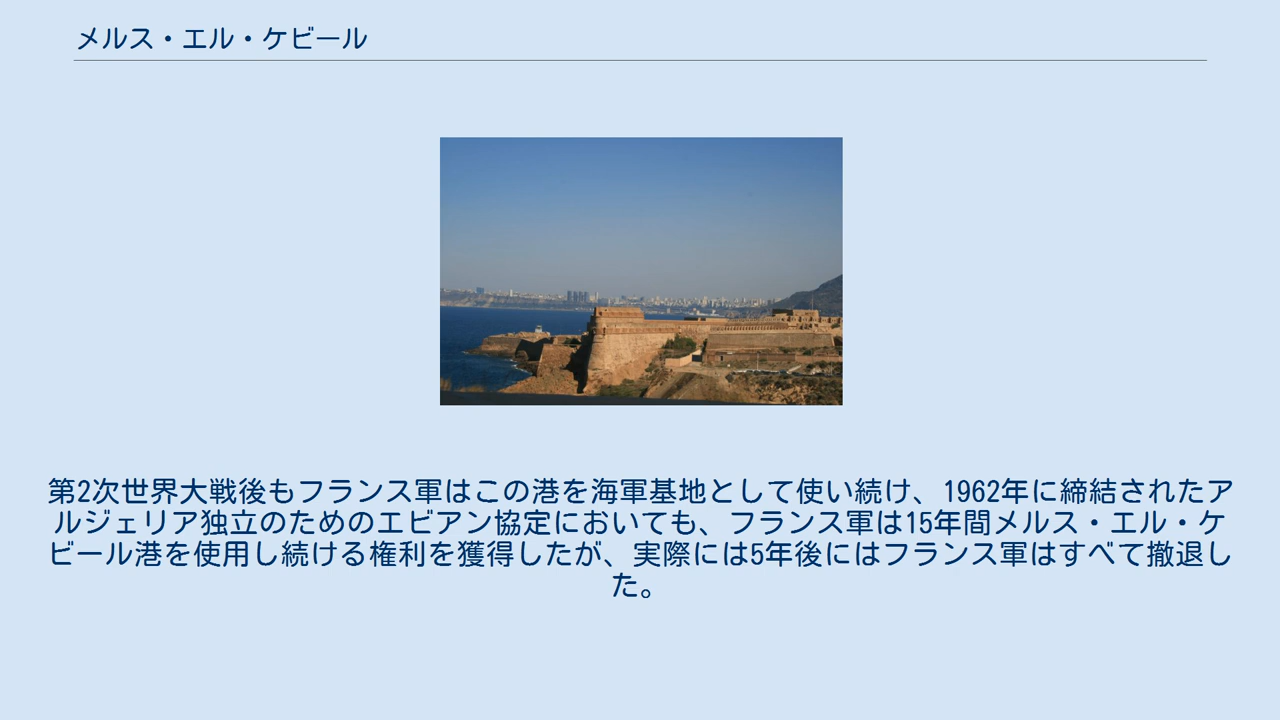 メルス・エル・ケビール
第2次世界大戦後もフランス軍はこの港を海軍基地として使い続け、1962年に締結されたア
ルジェリア独立のためのエビアン協定においても、フランス軍は15年間メルス・エル・ケ
ビール港を使用し続ける権利を獲得したが、実際には5年後にはフランス軍はすべて撤退し
た。